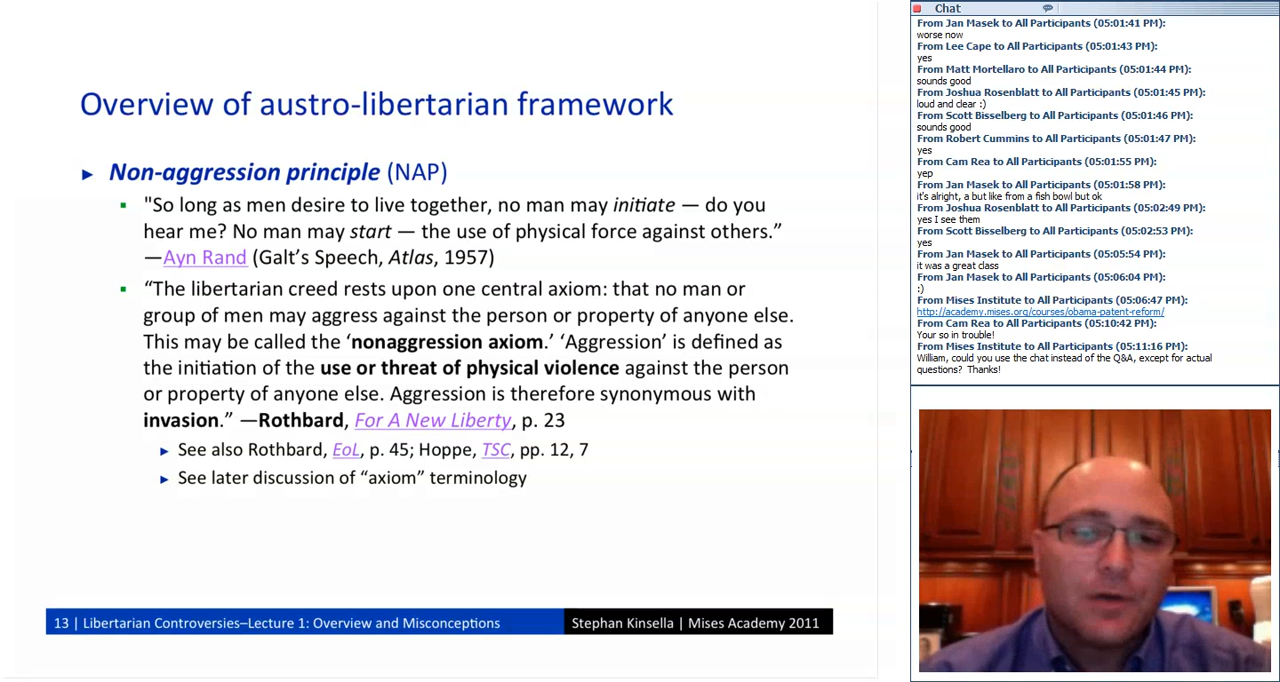 Overview of austro-libertarian framework
► Non-aggression principle (NAP)
▪ "So long as men desire to live together, no man may initiate — do you
hear me? No man may start — the use of physical force against others.”
—Ayn Rand (Galt’s Speech, Atlas, 1957)
▪ “The libertarian creed rests upon one central axiom: that no man or
group of men may aggress against the person or property of anyone else.
This may be called the ‘nonaggression axiom.’ ‘Aggression’ is defined as
the initiation of the use or threat of physical violence against the person
or property of anyone else. Aggression is therefore synonymous with
invasion.” —Rothbard, For A New Liberty, p. 23
► See also Rothbard, EoL, p. 45; Hoppe, TSC, pp. 12, 7
► See later discussion of “axiom” terminology
13 | Libertarian Controversies–Lecture 1: Overview and Misconceptions
Stephan Kinsella | Mises Academy 2011
Chat
From Jan Masek to All Participants (05:01:41 PM):
worse now
From Lee Cape to All Participants (05:01:43 PM):
yes
From Matt Mortellaro to All Participants (05:01:44 PM):
sounds good
From Joshua Rosenblatt to All Participants (05:01:45 PM):
loud and clear :)
From Scott Bisselberg to All Participants (05:01:46 PM):
sounds good
From Robert Cummins to All Participants (05:01:47 PM):
yes
From Cam Rea to All Participants (05:01:55 PM):
yep
From Jan Masek to All Participants (05:01:58 PM):
it's alright, a but like from a fish bowl but ok
From Joshua Rosenblatt to All Participants (05:02:49 PM):
yes I see them
From Scott Bisselberg to All Participants (05:02:53 PM):
yes
From Jan Masek to All Participants (05:05:54 PM):
it was a great class
From Jan Masek to All Participants (05:06:04 PM):
:)
From Mises Institute to All Participants (05:06:47 PM):
http://academy.mises.org/courses/obama-patent-reform/
From Cam Rea to All Participants (05:10:42 PM):
Your so in trouble!
From Mises Institute to All Participants (05:11:16 PM):
William, could you use the chat instead of the Q&A, except for actual
questions? Thanks!